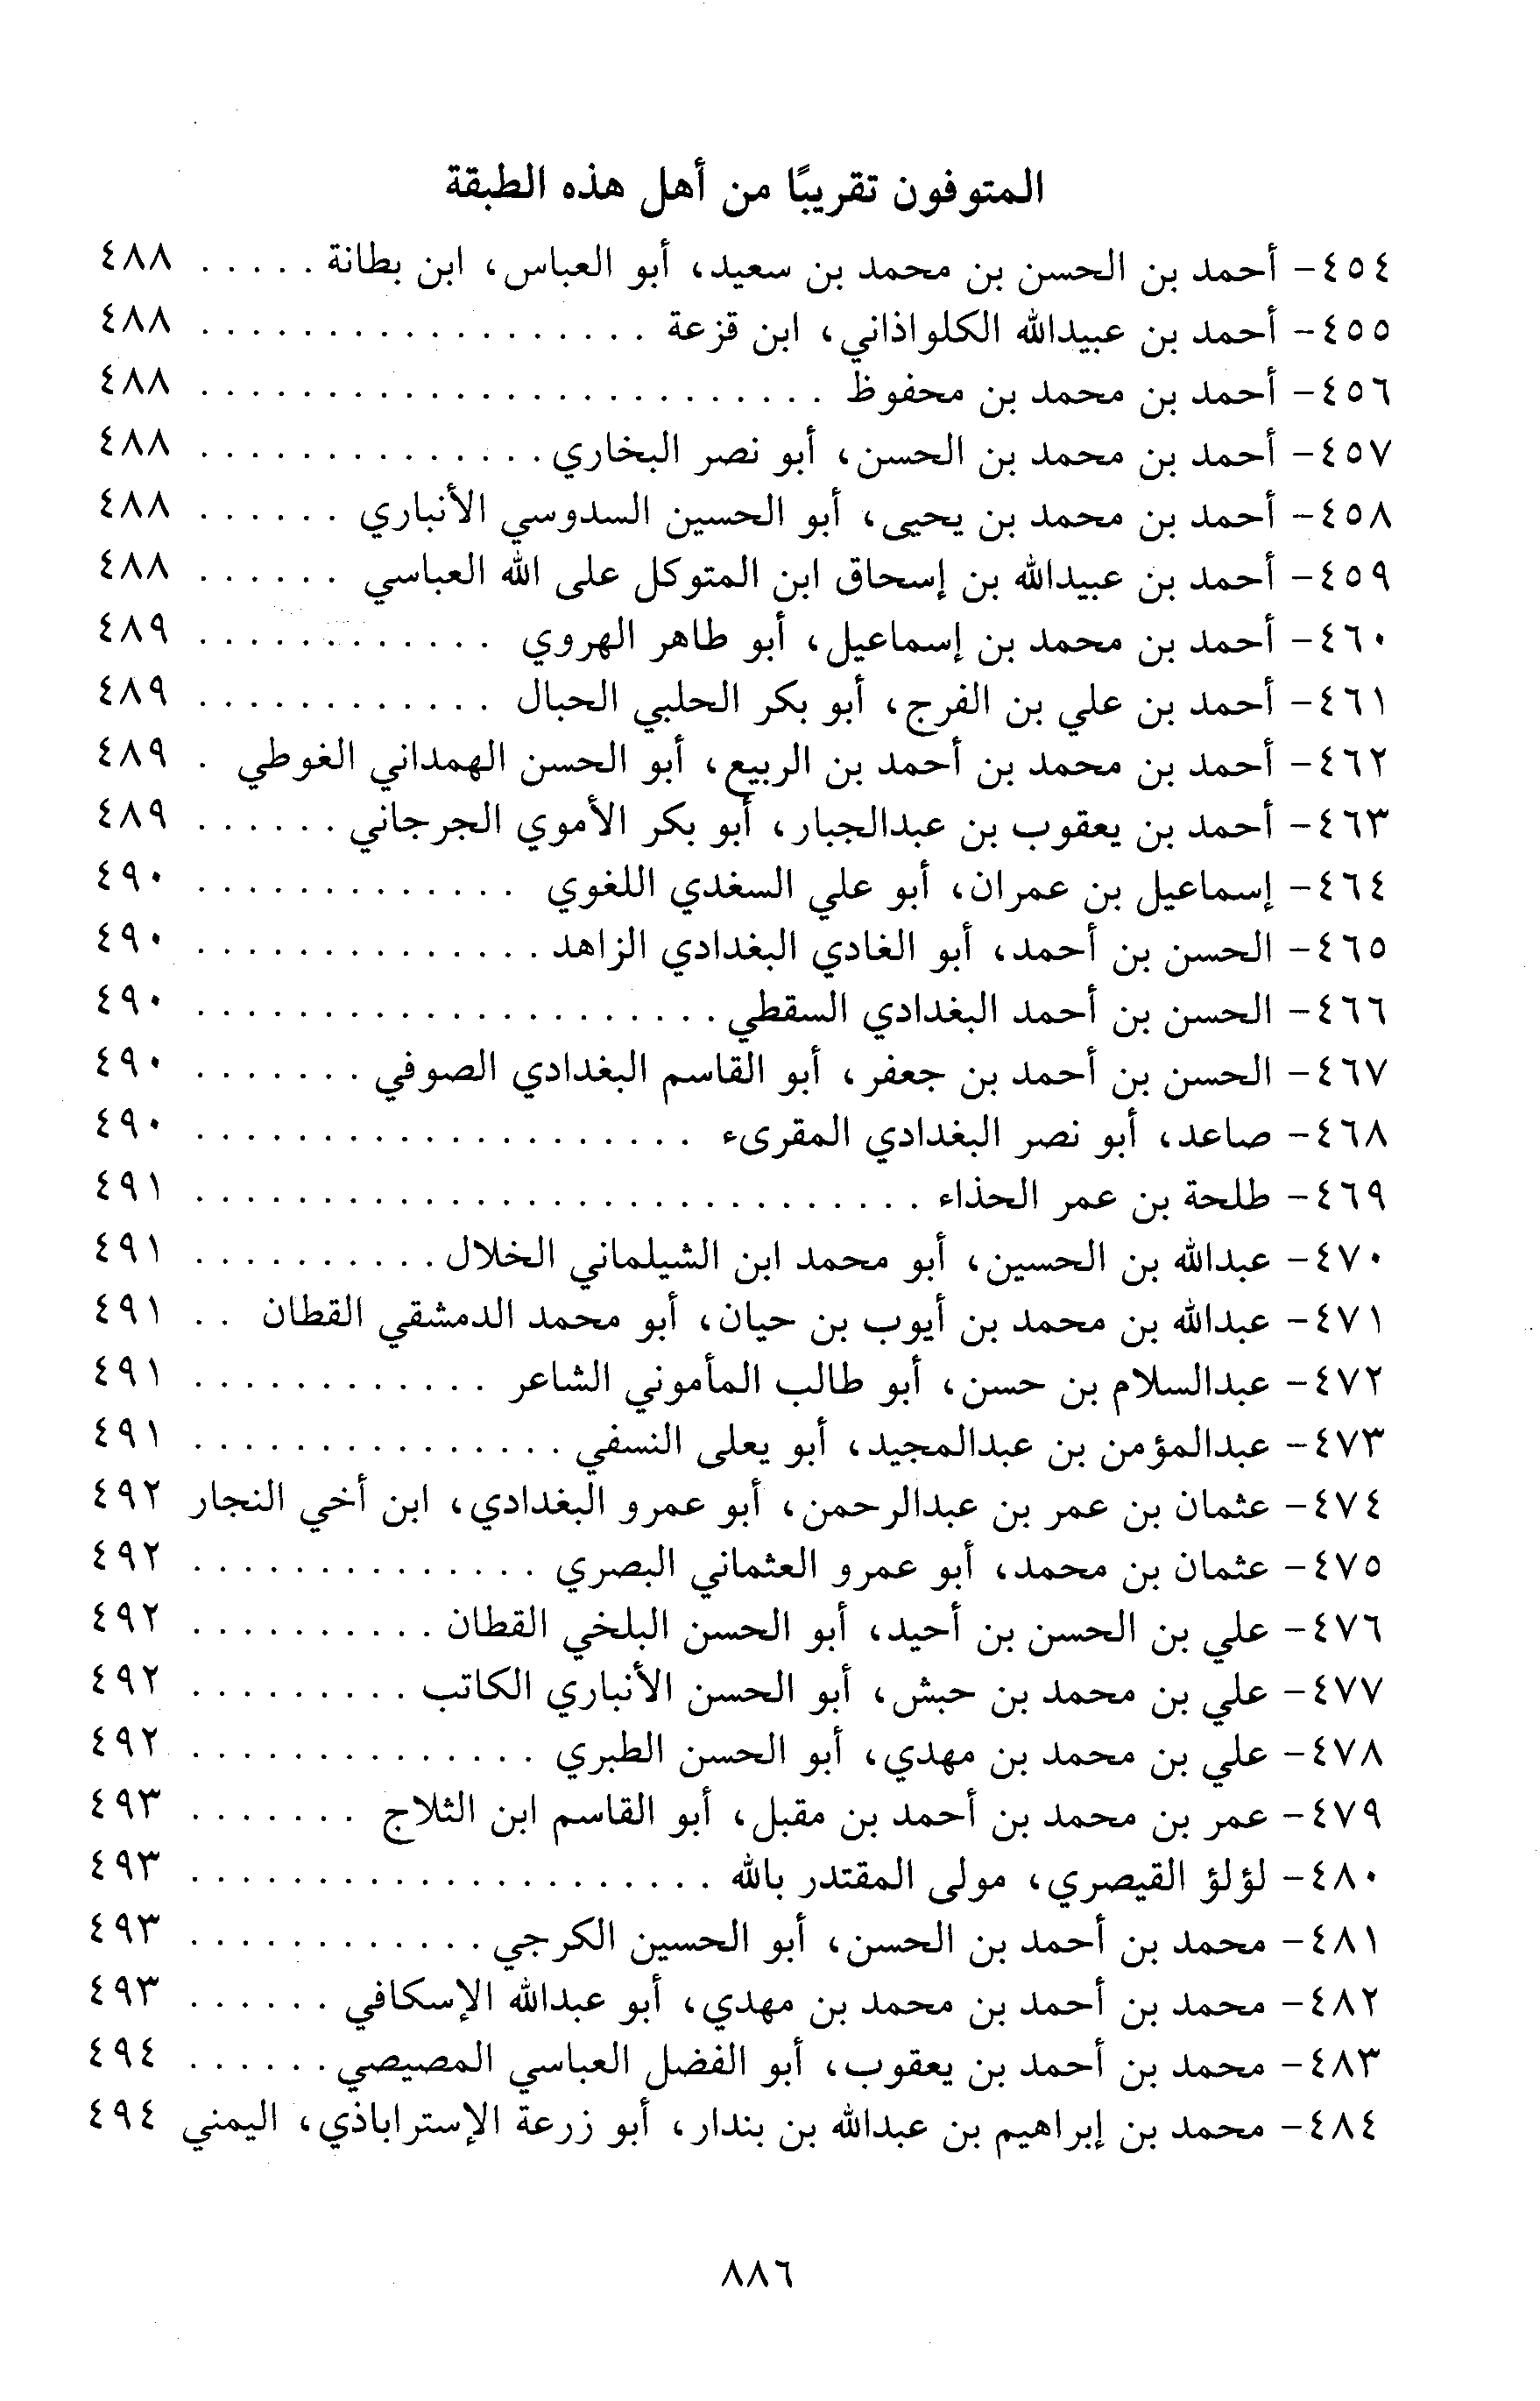 المتوفون تقريبًا من أهل هذه الطبقة
٤٥٤- أحمد بن الحسن بن محمد بن سعيد، أبو العباس، ابن بطانة . . . . . ٤٨٨
٤٥٥- أحمد بن عبيدالله الكلواذاني، ابن قزعة . . . . . . . . . . . . . . . . . . ٤٨٨
٤٥٦- أحمد بن محمد بن محفوظ . . . . . . . . . . . . . . . . . . . . . . . . . ٤٨٨
٤٥٧- أحمد بن محمد بن الحسن، أبو نصر البخاري . . . . . . . . . . . . . . ٤٨٨
٤٥٨- أحمد بن محمد بن يحيى، أبو الحسين السدوسي الأنباري . . . . . . ٤٨٨
٤٥٩- أحمد بن عبيدالله بن إسحاق ابن المتوكل على الله العباسي . . . . . . ٤٨٨
٤٦٠- أحمد بن محمد بن إسماعيل، أبو طاهر الهروي . . . . . . . . . . . . ٤٨٩
٤٦١- أحمد بن علي بن الفرج، أبو بكر الحلبي الحبال . . . . . . . . . . . . ٤٨٩
٤٦٢- أحمد بن محمد بن أحمد بن الربيع، أبو الحسن الهمداني الغوطي . ٤٨٩
٤٦٣- أحمد بن يعقوب بن عبدالجبار، أبو بكر الأموي الجرجاني . . . . . . ٤٨٩
٤٦٤- إسماعيل بن عمران، أبو علي السغدي اللغوي . . . . . . . . . . . . . ٤٩٠
٤٦٥- الحسن بن أحمد، أبو الغادي البغدادي الزاهد . . . . . . . . . . . . . . ٤٩٠
٤٦٦- الحسن بن أحمد البغدادي السقطي . . . . . . . . . . . . . . . . . . . . . ٤٩٠
٤٦٧- الحسن بن أحمد بن جعفر، أبو القاسم البغدادي الصوفي . . . . . . . ٤٩٠
٤٦٨- صاعد، أبو نصر البغدادي المقرىء . . . . . . . . . . . . . . . . . . . . ٤٩٠
٤٦٩- طلحة بن عمر الحذاء . . . . . . . . . . . . . . . . . . . . . . . . . . . . . ٤٩١
٤٧٠- عبدالله بن الحسين، أبو محمد ابن الشيلماني الخلال . . . . . . . . . . ٤٩١
٤٧١- عبدالله بن محمد بن أيوب بن حيان، أبو محمد الدمشقي القطان . . ٤٩١
٤٧٢- عبدالسلام بن حسن، أبو طالب المأموني الشاعر . . . . . . . . . . . . ٤٩١
٤٧٣- عبدالمؤمن بن عبدالمجيد، أبو يعلى النسفي . . . . . . . . . . . . . . . ٤٩١
٤٧٤- عثمان بن عمر بن عبدالرحمن، أبو عمرو البغدادي، ابن أخي النجار ٤٩٢
٤٧٥- عثمان بن محمد، أبو عمرو العثماني البصري . . . . . . . . . . . . . . ٤٩٢
٤٧٦- علي بن الحسن بن أحيد، أبو الحسن البلخي القطان . . . . . . . . . . ٤٩٢
٤٧٧- علي بن محمد بن حبش، أبو الحسن الأنباري الكاتب . . . . . . . . . ٤٩٢
٤٧٨- علي بن محمد بن مهدي، أبو الحسن الطبري . . . . . . . . . . . . . . ٤٩٢
٤٧٩- عمر بن محمد بن أحمد بن مقبل، أبو القاسم ابن الثلاج . . . . . . . ٤٩٣
٤٨٠- لؤلؤ القيصري، مولى المقتدر بالله . . . . . . . . . . . . . . . . . . . . . ٤٩٣
٤٨١- محمد بن أحمد بن الحسن، أبو الحسين الكرجي . . . . . . . . . . . . ٤٩٣
٤٨٢- محمد بن أحمد بن محمد بن مهدي، أبو عبدالله الإسكافي . . . . . . ٤٩٣
٤٨٣- محمد بن أحمد بن يعقوب، أبو الفضل العباسي المصيصي . . . . . . ٤٩٤
٤٨٤- محمد بن إبراهيم بن عبدالله بن بندار، أبو زرعة الإستراباذي، اليمني ٤٩٤
٨٨٦